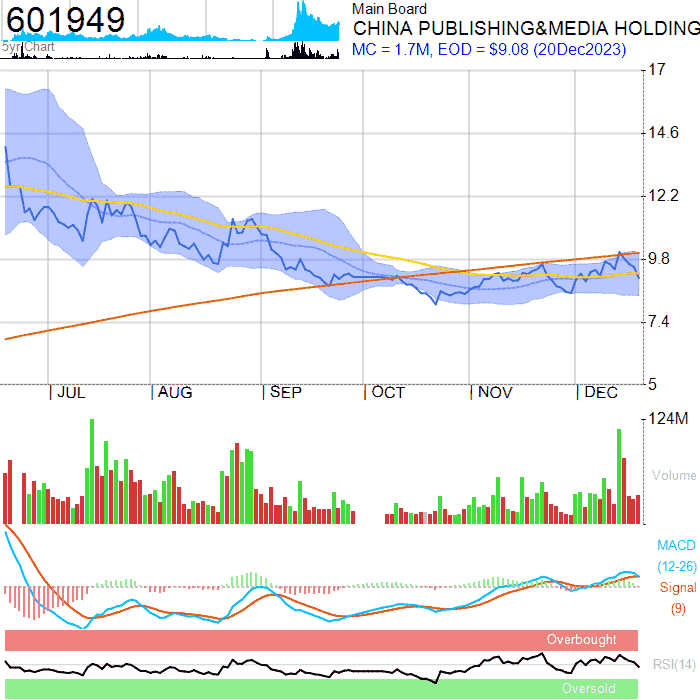 601949
5yr Chart
Main Board
CHINA PUBLISHING&MEDIA HOLDING
MC = 1.7M, EOD = $9.08 (20Dec2023)
17
14.6
12.2
9.8
7.4
5
JUL AUG SEP OCT NOV DEC
124M
Volume
MACD
(12-26)
Signal
(9)
Overbought
RSI(14)
Oversold